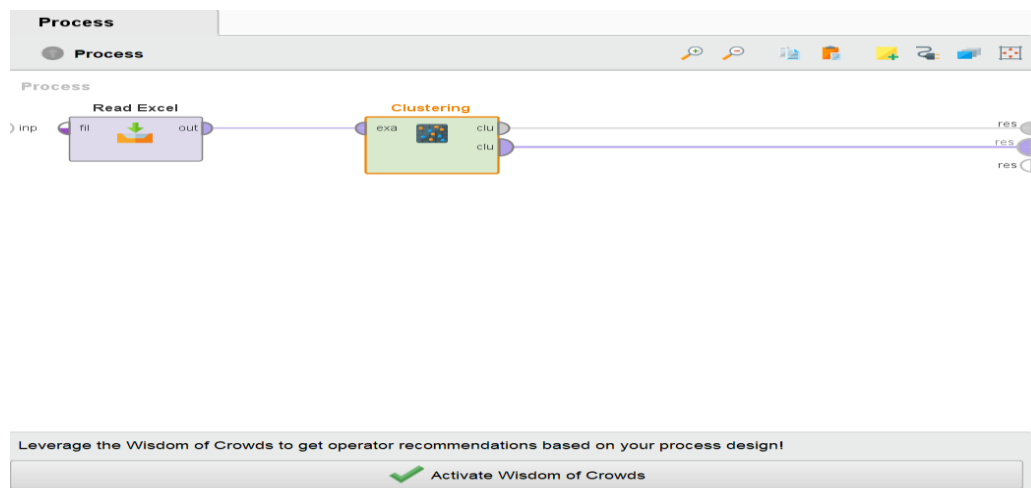 Process
Process
Process
Read Excel
Clustering
inp
fil
out
exa
clu
clu
res
res
res
Leverage the Wisdom of Crowds to get operator recommendations based on your process design!
Activate Wisdom of Crowds